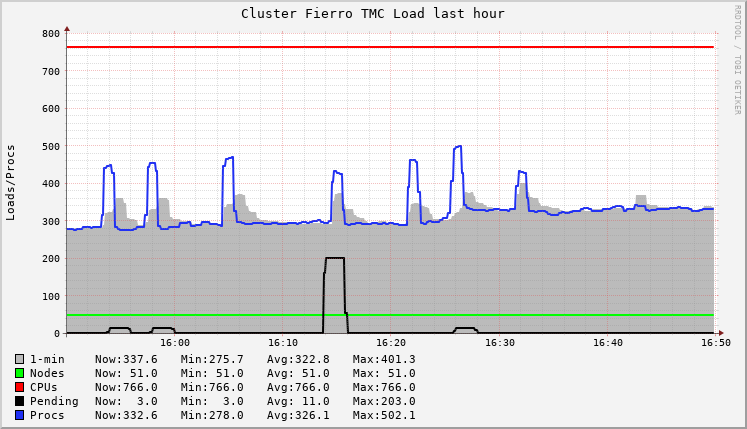 Cluster Fierro TMC Load last hour
RRDTOOL / TOBI OETIKER
Loads/Procs
800
700
600
500
400
300
200
100
0
16:00 16:10 16:20 16:30 16:40 16:50
1-min Now:337.6 Min:275.7 Avg:322.8 Max:401.3
Nodes Now: 51.0 Min: 51.0 Avg: 51.0 Max: 51.0
CPUs Now:766.0 Min:766.0 Avg:766.0 Max:766.0
Pending Now: 3.0 Min: 3.0 Avg: 11.0 Max:203.0
Procs Now:332.6 Min:278.0 Avg:326.1 Max:502.1